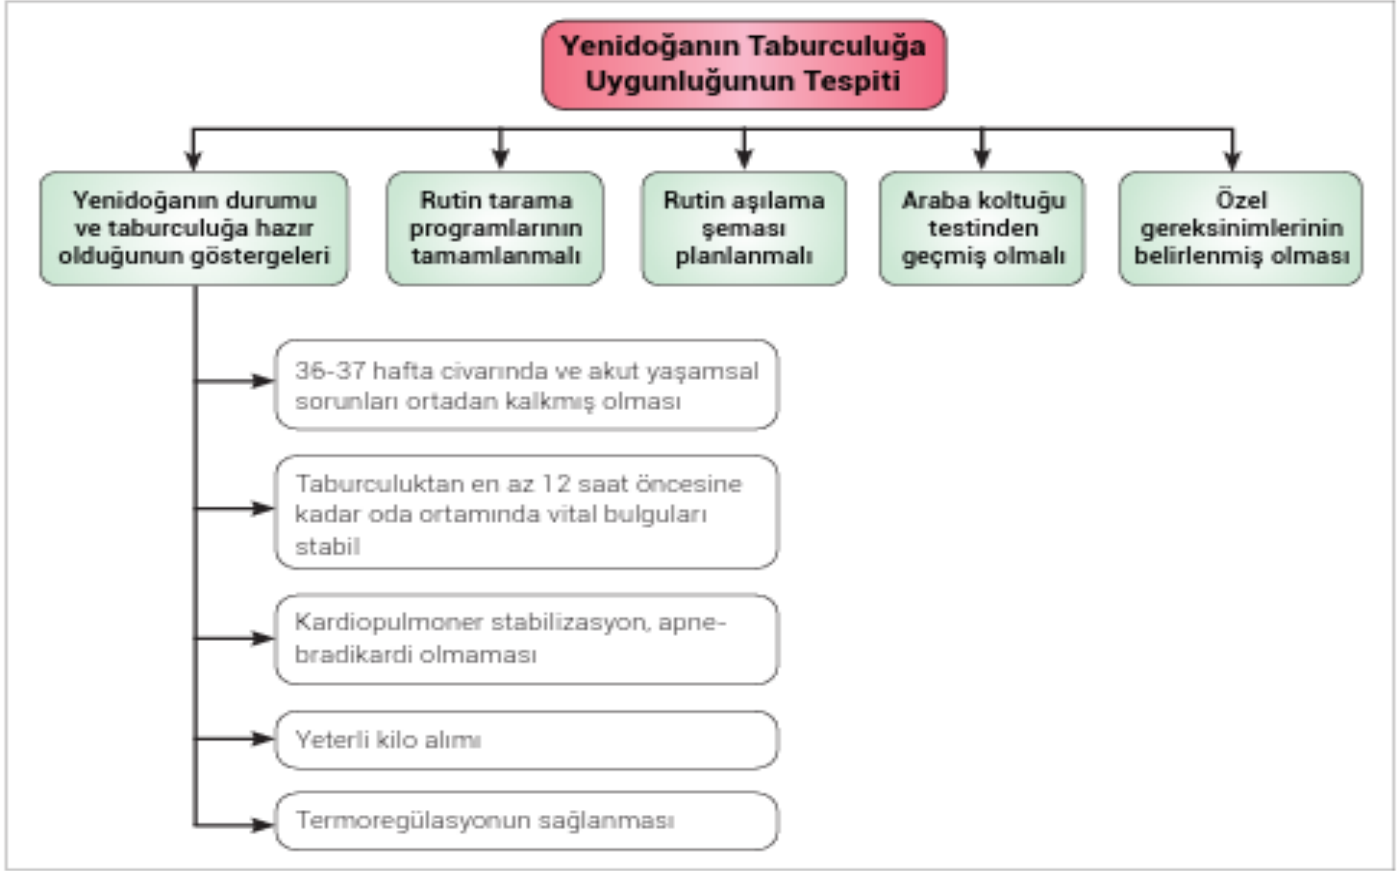 Yenidoğanın Taburculuğa
Uygunluğunun Tespiti
Yenidoğanın durumu
ve taburculuğa hazır
olduğunun göstergeleri
Rutin tarama
programlarının
tamamlanmalı
Rutin aşılama
şeması
planlanmalı
Araba koltuğu
testinden
geçmiş olmalı
Özel
gereksinimlerinin
belirlenmiş olması
36-37 hafta civarında ve akut yaşamsal
sorunları ortadan kalkmış olması
Taburculuktan en az 12 saat öncesine
kadar oda ortamında vital bulguları
stabil
Kardiopulmoner stabilizasyon, apne-
bradikardi olmaması
Yeterli kilo alımı
Termoregülasyonun sağlanması